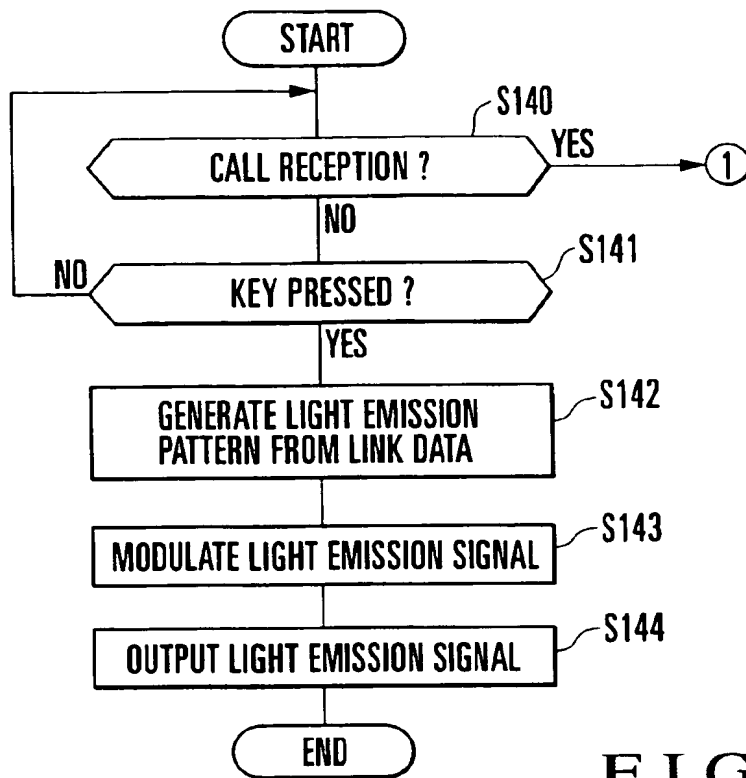 START
S140
CALL RECEPTION ?
YES
1
NO
S141
NO
KEY PRESSED ?
YES
S142
GENERATE LIGHT EMISSION
PATTERN FROM LINK DATA
S143
MODULATE LIGHT EMISSION SIGNAL
S144
OUTPUT LIGHT EMISSION SIGNAL
END